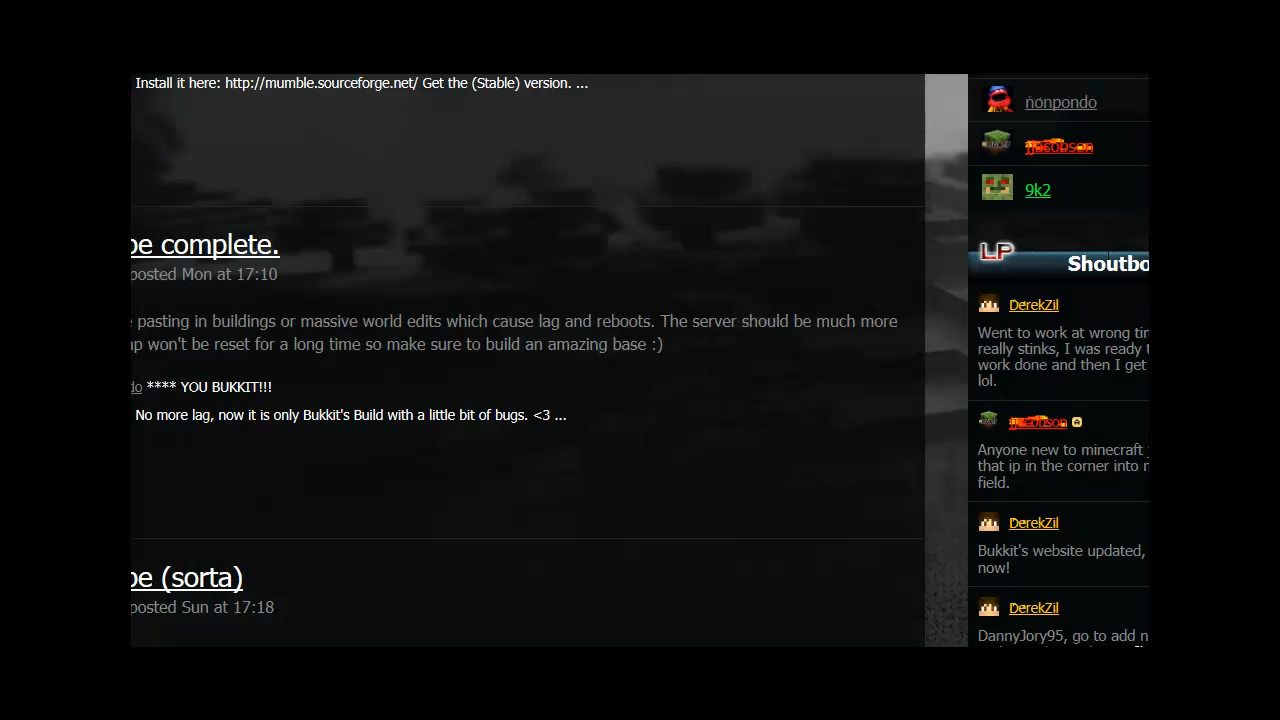 Install it here: http://mumble.sourceforge.net/ Get the (Stable) version. ...
be complete.
posted Mon at 17:10
pasting in buildings or massive world edits which cause lag and reboots. The server should be much more
won't be reset for a long time so make sure to build an amazing base :)
do **** YOU BUKKIT!!!
No more lag, now it is only Bukkit's Build with a little bit of bugs. <3 ...
(sorta)
posted Sun at 17:18
nonpondo
jjacobson
9k2
LP
Shoutbo
DerekZil
Went to work at wrong tim
really stinks, I was ready
work done and then I get
lol.
jjacobson
Anyone new to minecraft
that ip in the corner into
field.
DerekZil
Bukkit's website updated,
now!
DerekZil
DannyJory95, go to add n